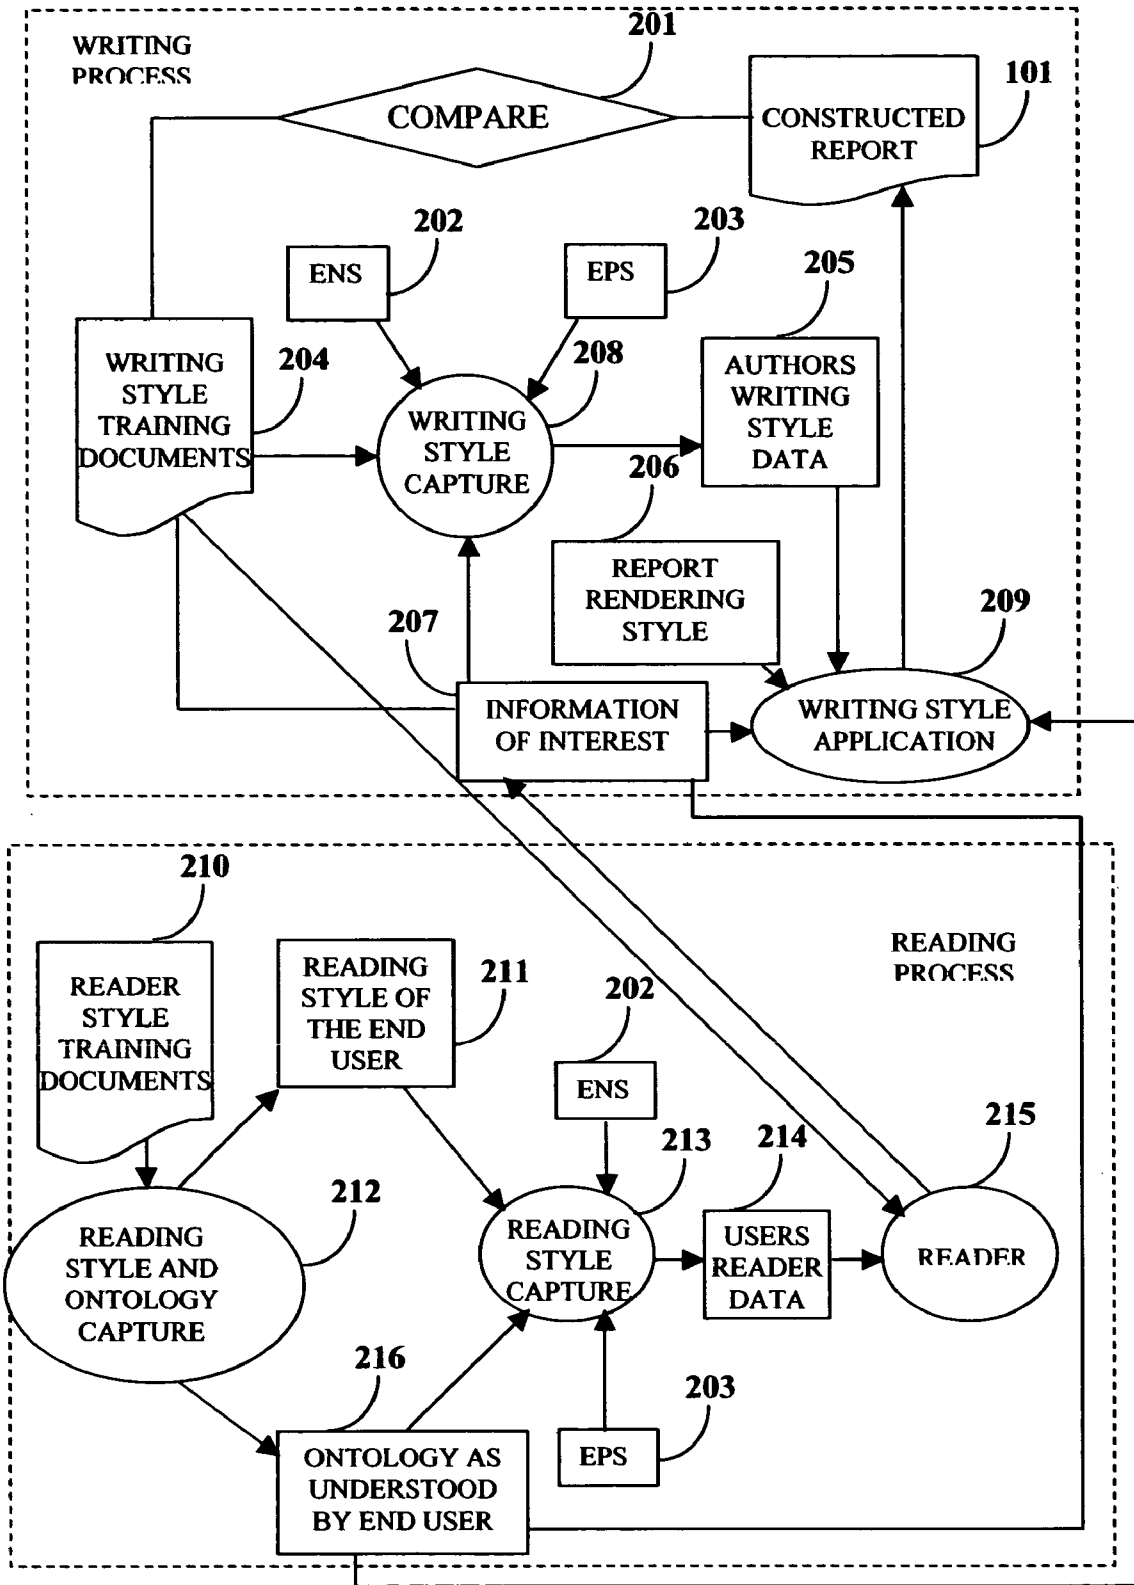 WRITING
PROCESS
201
COMPARE
CONSTRUCTED
REPORT
101
ENS
202
EPS
203
205
WRITING
STYLE
TRAINING
DOCUMENTS
204
WRITING
STYLE
CAPTURE
208
AUTHORS
WRITING
STYLE
DATA
206
REPORT
RENDERING
STYLE
207
209
INFORMATION
OF INTEREST
WRITING STYLE
APPLICATION
210
READING
PROCESS
READER
STYLE
TRAINING
DOCUMENTS
READING
STYLE OF
THE END
USER
211
202
ENS
212
213
214
215
READING
STYLE AND
ONTOLOGY
CAPTURE
READING
STYLE
CAPTURE
USERS
READER
DATA
READER
216
203
ONTOLOGY AS
UNDERSTOOD
BY END USER
EPS